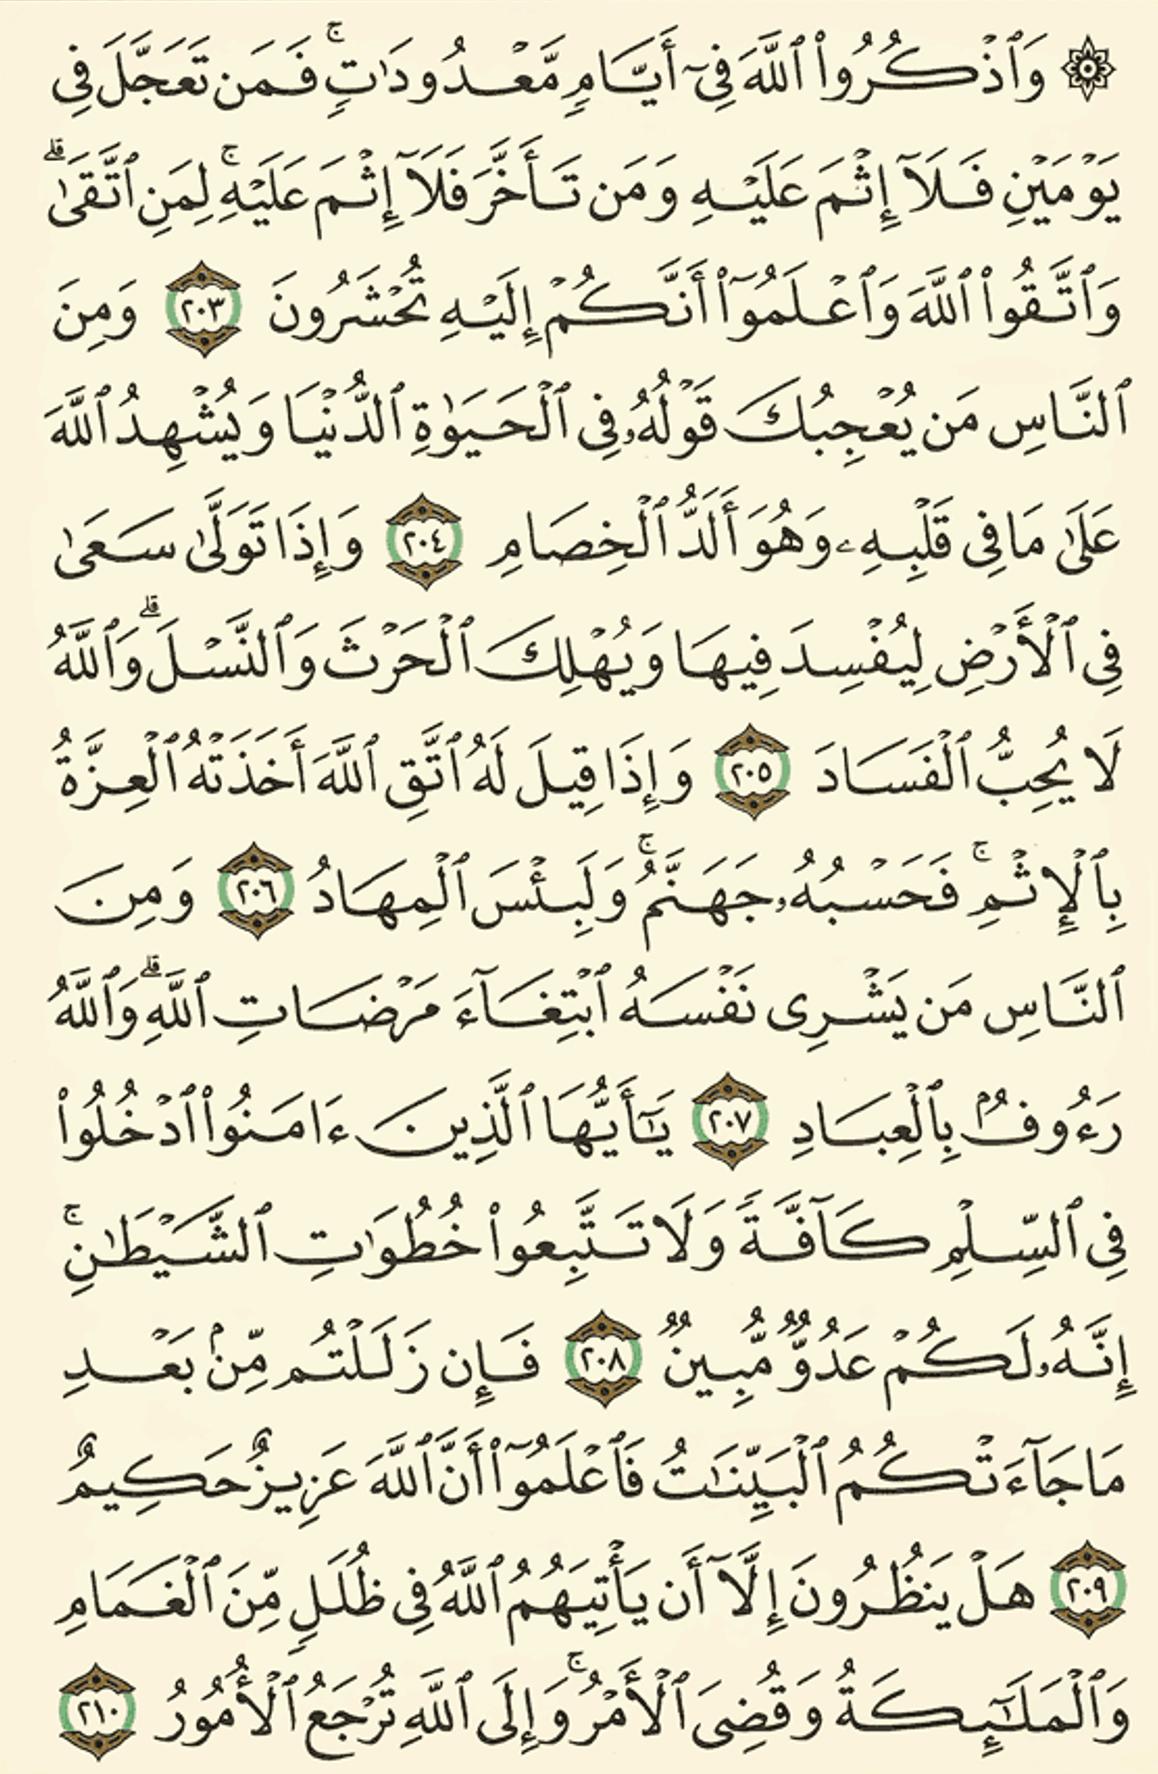 ۞ وَٱذۡكُرُواْ ٱللَّهَ فِيٓ أَيَّامٖ مَّعۡدُودَٰتٖۚ فَمَن تَعَجَّلَ فِي
يَوۡمَيۡنِ فَلَآ إِثۡمَ عَلَيۡهِ وَمَن تَأَخَّرَ فَلَآ إِثۡمَ عَلَيۡهِۚ لِمَنِ ٱتَّقَىٰۗ
وَٱتَّقُواْ ٱللَّهَ وَٱعۡلَمُوٓاْ أَنَّكُمۡ إِلَيۡهِ تُحۡشَرُونَ ٢٠٣ وَمِنَ
ٱلنَّاسِ مَن يُعۡجِبُكَ قَوۡلُهُۥ فِي ٱلۡحَيَوٰةِ ٱلدُّنۡيَا وَيُشۡهِدُ ٱللَّهَ
عَلَىٰ مَا فِي قَلۡبِهِۦ وَهُوَ أَلَدُّ ٱلۡخِصَامِ ٢٠٤ وَإِذَا تَوَلَّىٰ سَعَىٰ
فِي ٱلۡأَرۡضِ لِيُفۡسِدَ فِيهَا وَيُهۡلِكَ ٱلۡحَرۡثَ وَٱلنَّسۡلَۗ وَٱللَّهُ
لَا يُحِبُّ ٱلۡفَسَادَ ٢٠٥ وَإِذَا قِيلَ لَهُ ٱتَّقِ ٱللَّهَ أَخَذَتۡهُ ٱلۡعِزَّةُ
بِٱلۡإِثۡمِۚ فَحَسۡبُهُۥ جَهَنَّمُۚ وَلَبِئۡسَ ٱلۡمِهَادُ ٢٠٦ وَمِنَ
ٱلنَّاسِ مَن يَشۡرِي نَفۡسَهُ ٱبۡتِغَآءَ مَرۡضَاتِ ٱللَّهِۗ وَٱللَّهُ
رَءُوفُۢ بِٱلۡعِبَادِ ٢٠٧ يَٰٓأَيُّهَا ٱلَّذِينَ ءَامَنُواْ ٱدۡخُلُواْ
فِي ٱلسِّلۡمِ كَآفَّةٗ وَلَا تَتَّبِعُواْ خُطُوَٰتِ ٱلشَّيۡطَٰنِۚ
إِنَّهُۥ لَكُمۡ عَدُوّٞ مُّبِينٞ ٢٠٨ فَإِن زَلَلۡتُم مِّنۢ بَعۡدِ
مَا جَآءَتۡكُمُ ٱلۡبَيِّنَٰتُ فَٱعۡلَمُوٓاْ أَنَّ ٱللَّهَ عَزِيزٌ حَكِيمٌ
٢٠٩ هَلۡ يَنظُرُونَ إِلَّآ أَن يَأۡتِيَهُمُ ٱللَّهُ فِي ظُلَلٖ مِّنَ ٱلۡغَمَامِ
وَٱلۡمَلَٰٓئِكَةُ وَقُضِيَ ٱلۡأَمۡرُۚ وَإِلَى ٱللَّهِ تُرۡجَعُ ٱلۡأُمُورُ ٢١٠